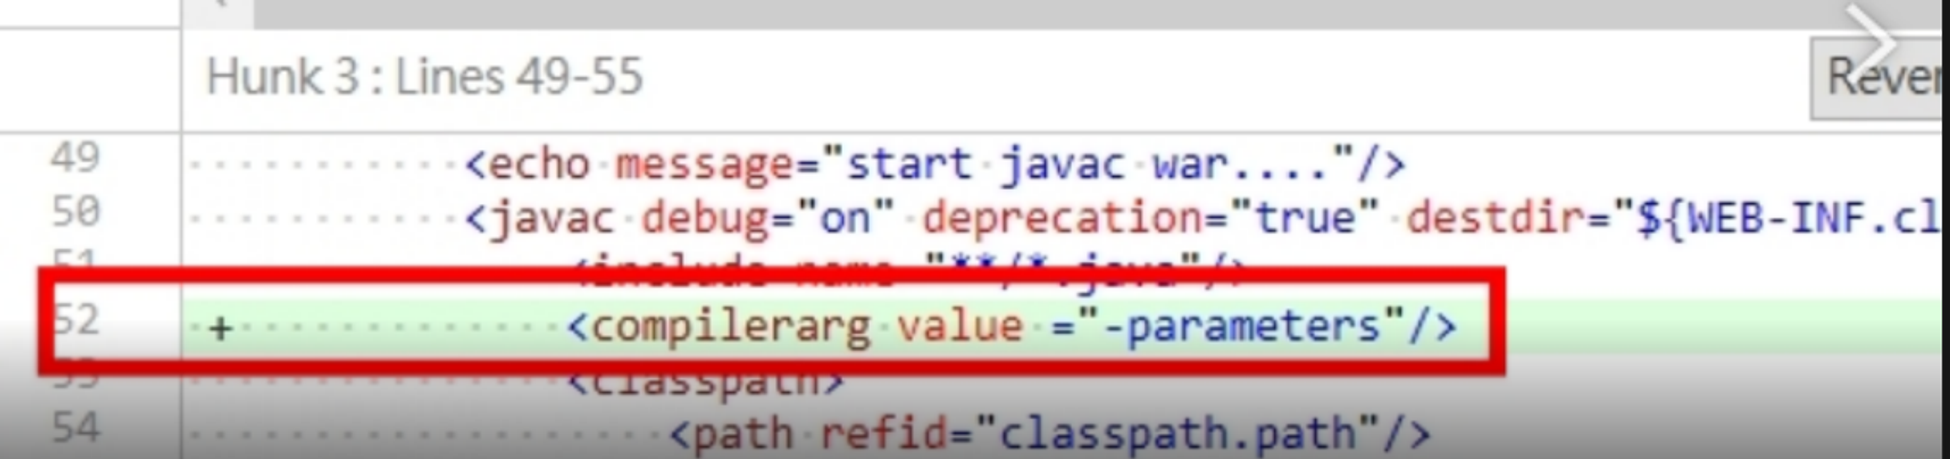 Hunk 3 : Lines 49-55
Rever
49 <echo message="start javac war...."/>
50 <javac debug="on" deprecation="true" destdir="${WEB-INF.cl
51 <include name="**/*.java"/>
52 + <compilerarg value ="-parameters"/>
53 <classpath>
54 <path refid="classpath.path"/>